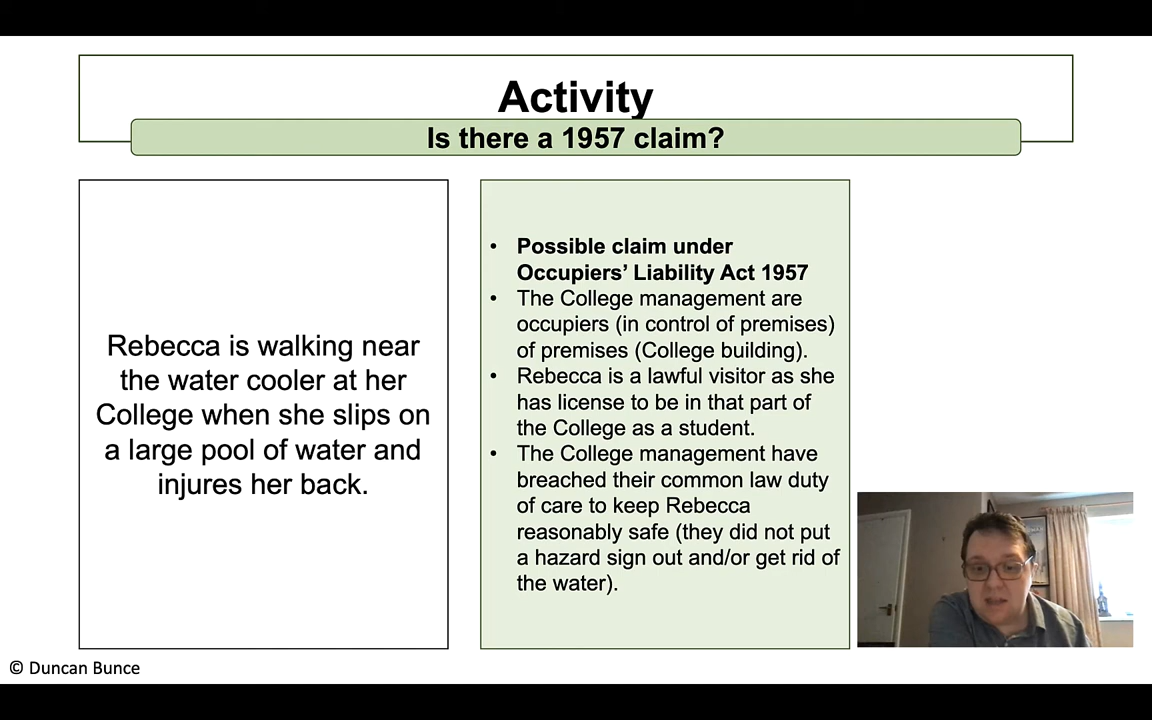 Activity
Is there a 1957 claim?
Rebecca is walking near
the water cooler at her
College when she slips on
a large pool of water and
injures her back.
• Possible claim under
Occupiers’ Liability Act 1957
• The College management are
occupiers (in control of premises)
of premises (College building).
• Rebecca is a lawful visitor as she
has license to be in that part of
the College as a student.
• The College management have
breached their common law duty
of care to keep Rebecca
reasonably safe (they did not put
a hazard sign out and/or get rid of
the water).
© Duncan Bunce